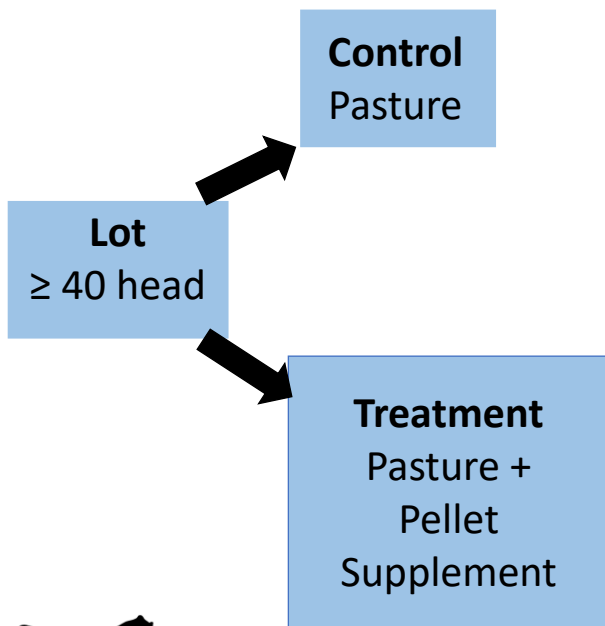 Control
Pasture
Lot
≥ 40 head
Treatment
Pasture +
Pellet
Supplement